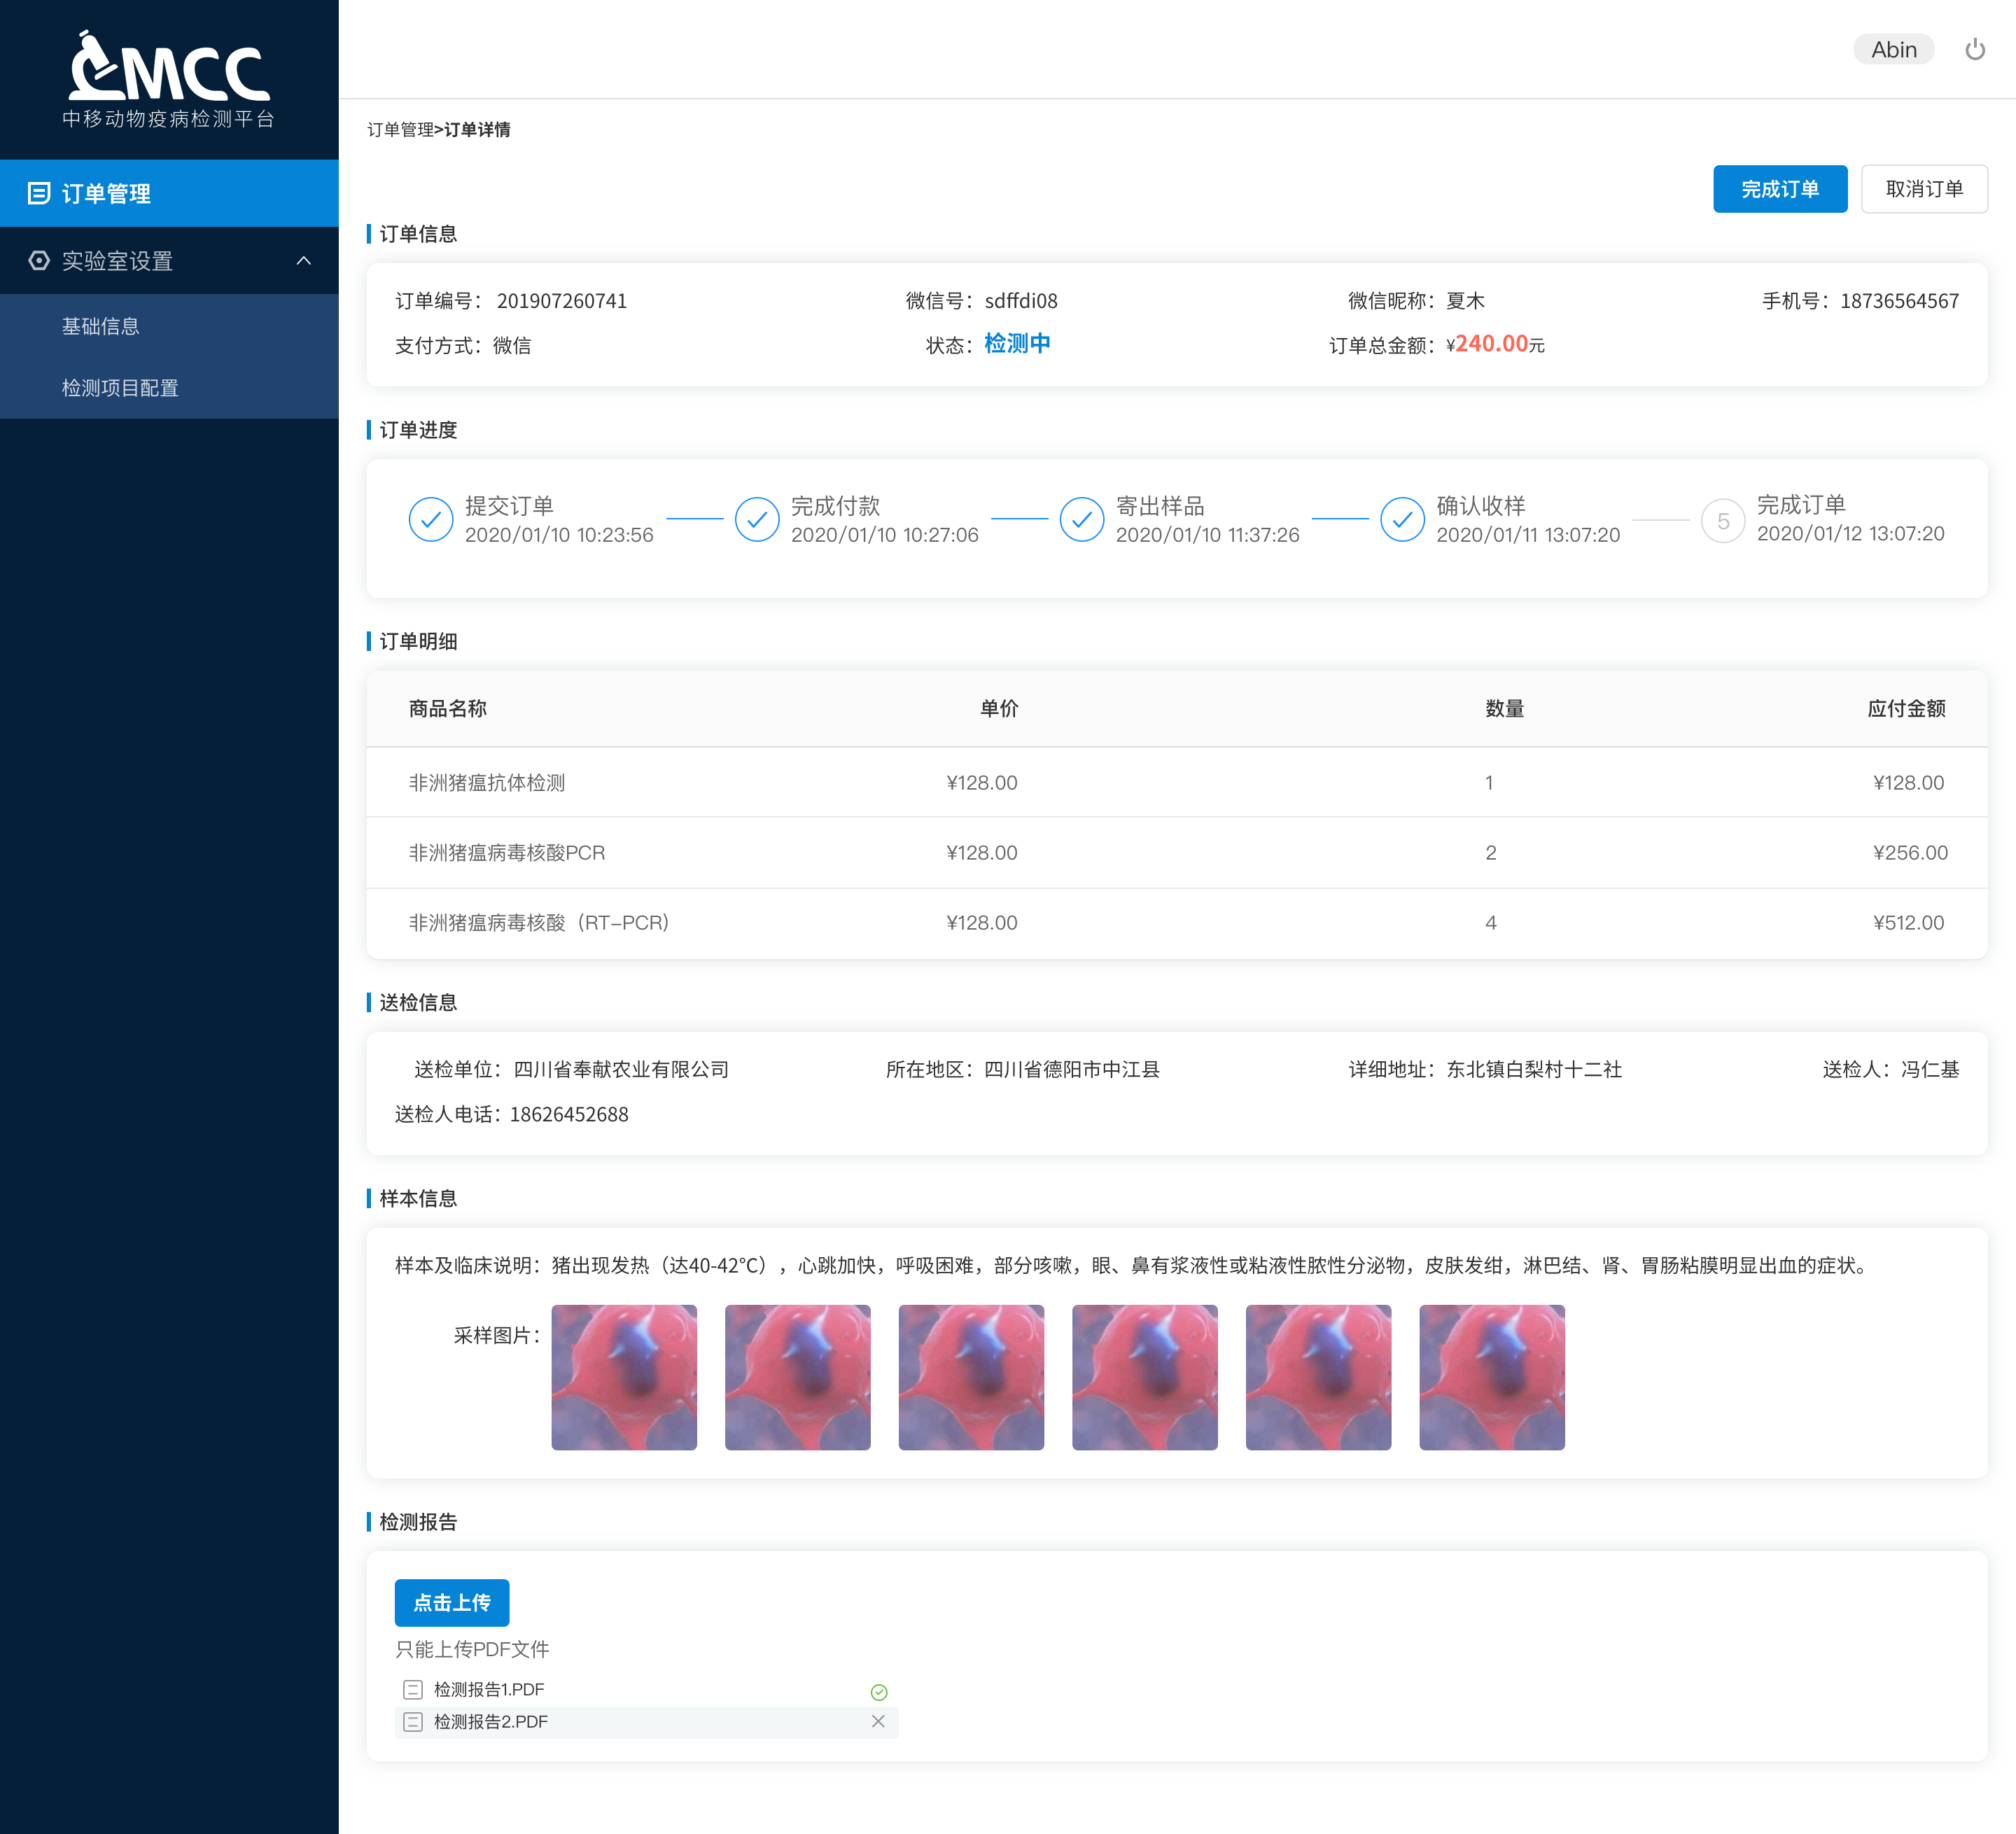 MCC
中移动物疫病检测平台
Abin
订单管理
实验室设置
基础信息
检测项目配置
订单管理>订单详情
完成订单 取消订单
订单信息
订单编号： 201907260741 微信号：sdffdi08 微信昵称：夏木 手机号：18736564567
支付方式：微信 状态：检测中 订单总金额：¥240.00元
订单进度
提交订单 完成付款 寄出样品 确认收样 5 完成订单
2020/01/10 10:23:56 2020/01/10 10:27:06 2020/01/10 11:37:26 2020/01/11 13:07:20 2020/01/12 13:07:20
订单明细
商品名称 单价 数量 应付金额
非洲猪瘟抗体检测 ¥128.00 1 ¥128.00
非洲猪瘟病毒核酸PCR ¥128.00 2 ¥256.00
非洲猪瘟病毒核酸（RT-PCR） ¥128.00 4 ¥512.00
送检信息
送检单位：四川省奉献农业有限公司 所在地区：四川省德阳市中江县 详细地址：东北镇白梨村十二社 送检人：冯仁基
送检人电话：18626452688
样本信息
样本及临床说明：猪出现发热（达40-42°C），心跳加快，呼吸困难，部分咳嗽，眼、鼻有浆液性或粘液性脓性分泌物，皮肤发绀，淋巴结、肾、胃肠粘膜明显出血的症状。
采样图片：
检测报告
点击上传
只能上传PDF文件
检测报告1.PDF
检测报告2.PDF